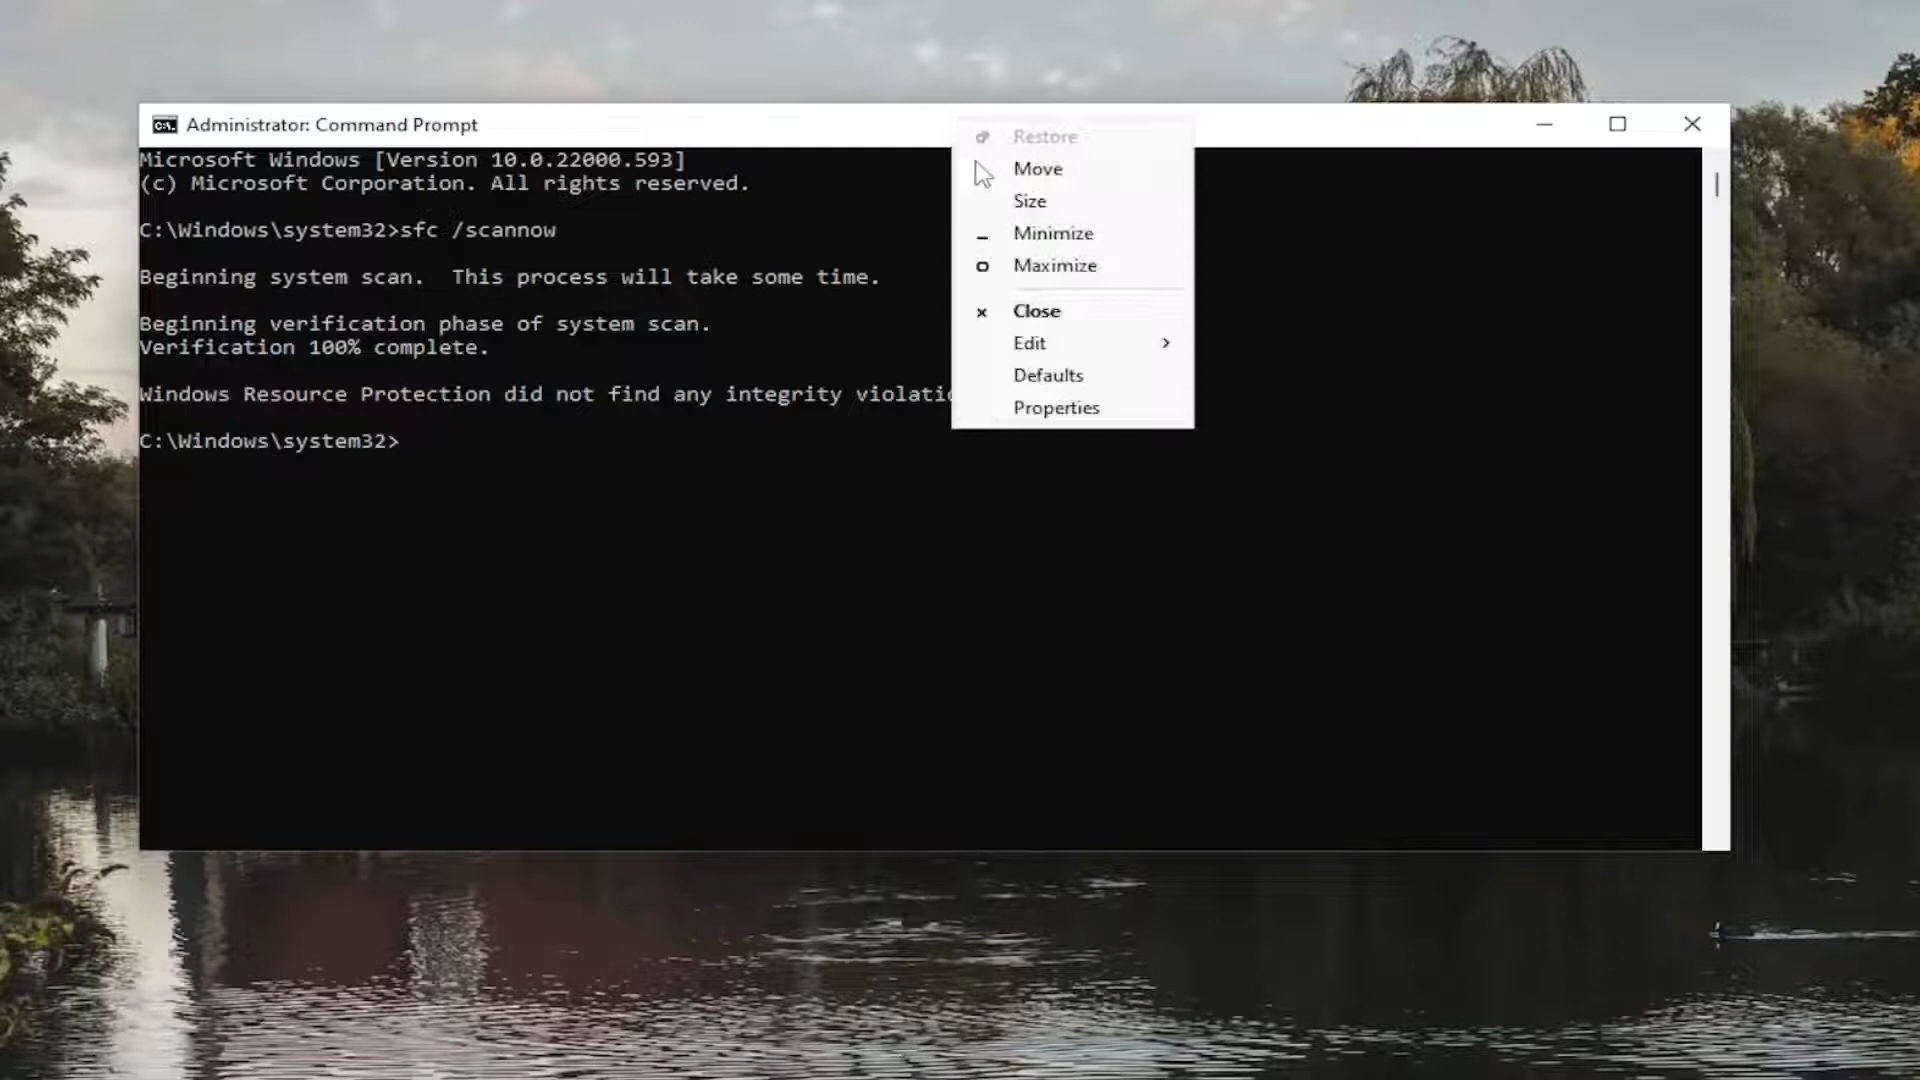 Administrator: Command Prompt
Microsoft Windows [Version 10.0.22000.593]
(c) Microsoft Corporation. All rights reserved.
C:\Windows\system32>sfc /scannow
Beginning system scan.  This process will take some time.
Beginning verification phase of system scan.
Verification 100% complete.
Windows Resource Protection did not find any integrity violatio
C:\Windows\system32>
Restore
Move
Size
Minimize
Maximize
Close
Edit
Defaults
Properties